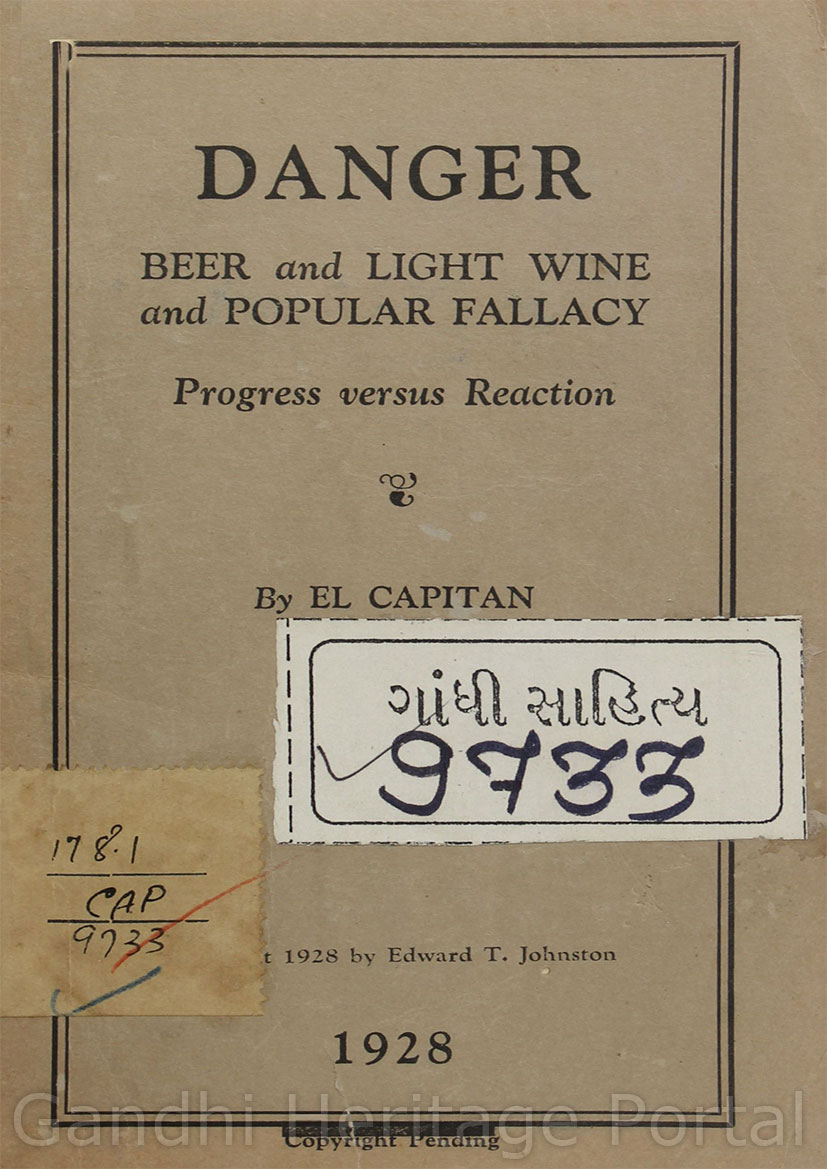 DANGER
BEER and LIGHT WINE
and POPULAR FALLACY
Progress versus Reaction
By EL CAPITAN
ગાંધી સાહિત્ય
9733
178.1
CAP
9733
t 1928 by Edward T. Johnston
1928
Gandhi Heritage Portal
Copyright Pending